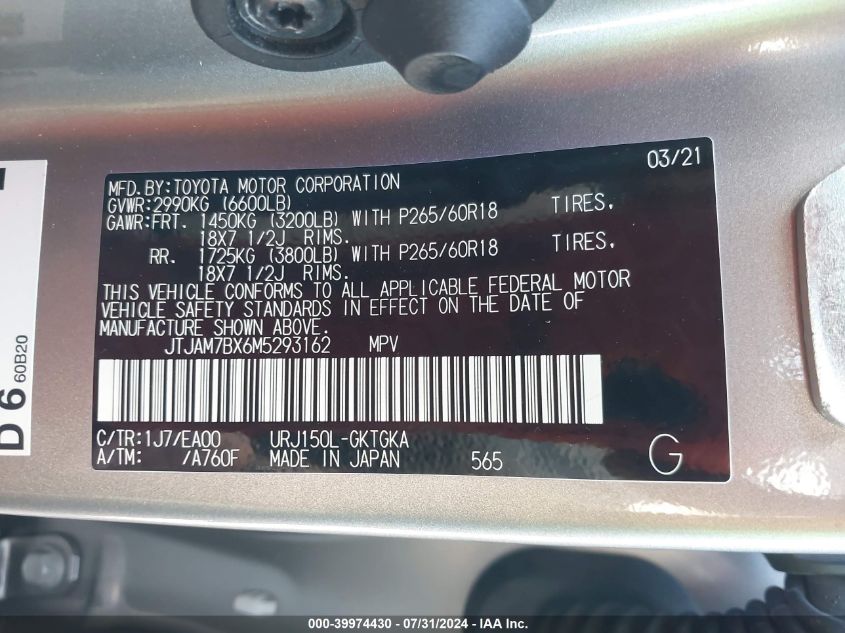 03/21
MFD.BY:TOYOTA MOTOR CORPORATION
GVWR:2990KG (6600LB)
GAWR:FRT. 1450KG (3200LB) WITH P265/60R18 TIRES,
18X7 1/2J RIMS.
RR. 1725KG (3800LB) WITH P265/60R18 TIRES,
18X7 1/2J RIMS.
THIS VEHICLE CONFORMS TO ALL APPLICABLE FEDERAL MOTOR
VEHICLE SAFETY STANDARDS IN EFFECT ON THE DATE OF
MANUFACTURE SHOWN ABOVE.
JTJAM7BX6M5293162 MPV
C/TR:1J7/EA00 URJ150L-GKTGKA
A/TM: /A760F MADE IN JAPAN 565
G
D 6 60B20
000-39974430 - 07/31/2024 - IAA Inc.